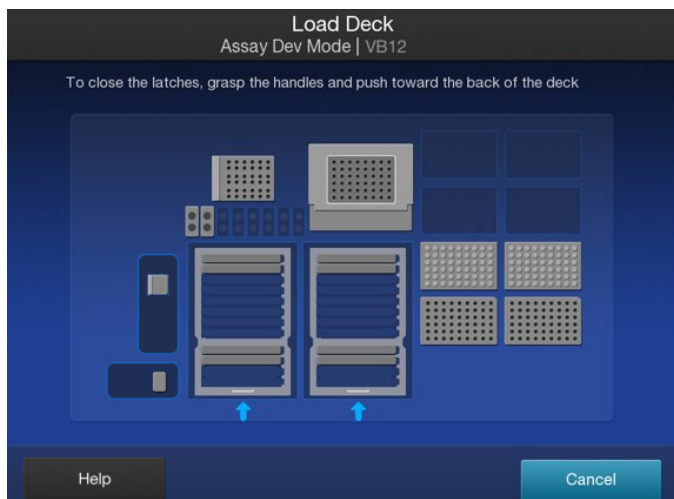 Load Deck
Assay Dev Mode | VB12
To close the latches, grasp the handles and push toward the back of the deck
Help
Cancel